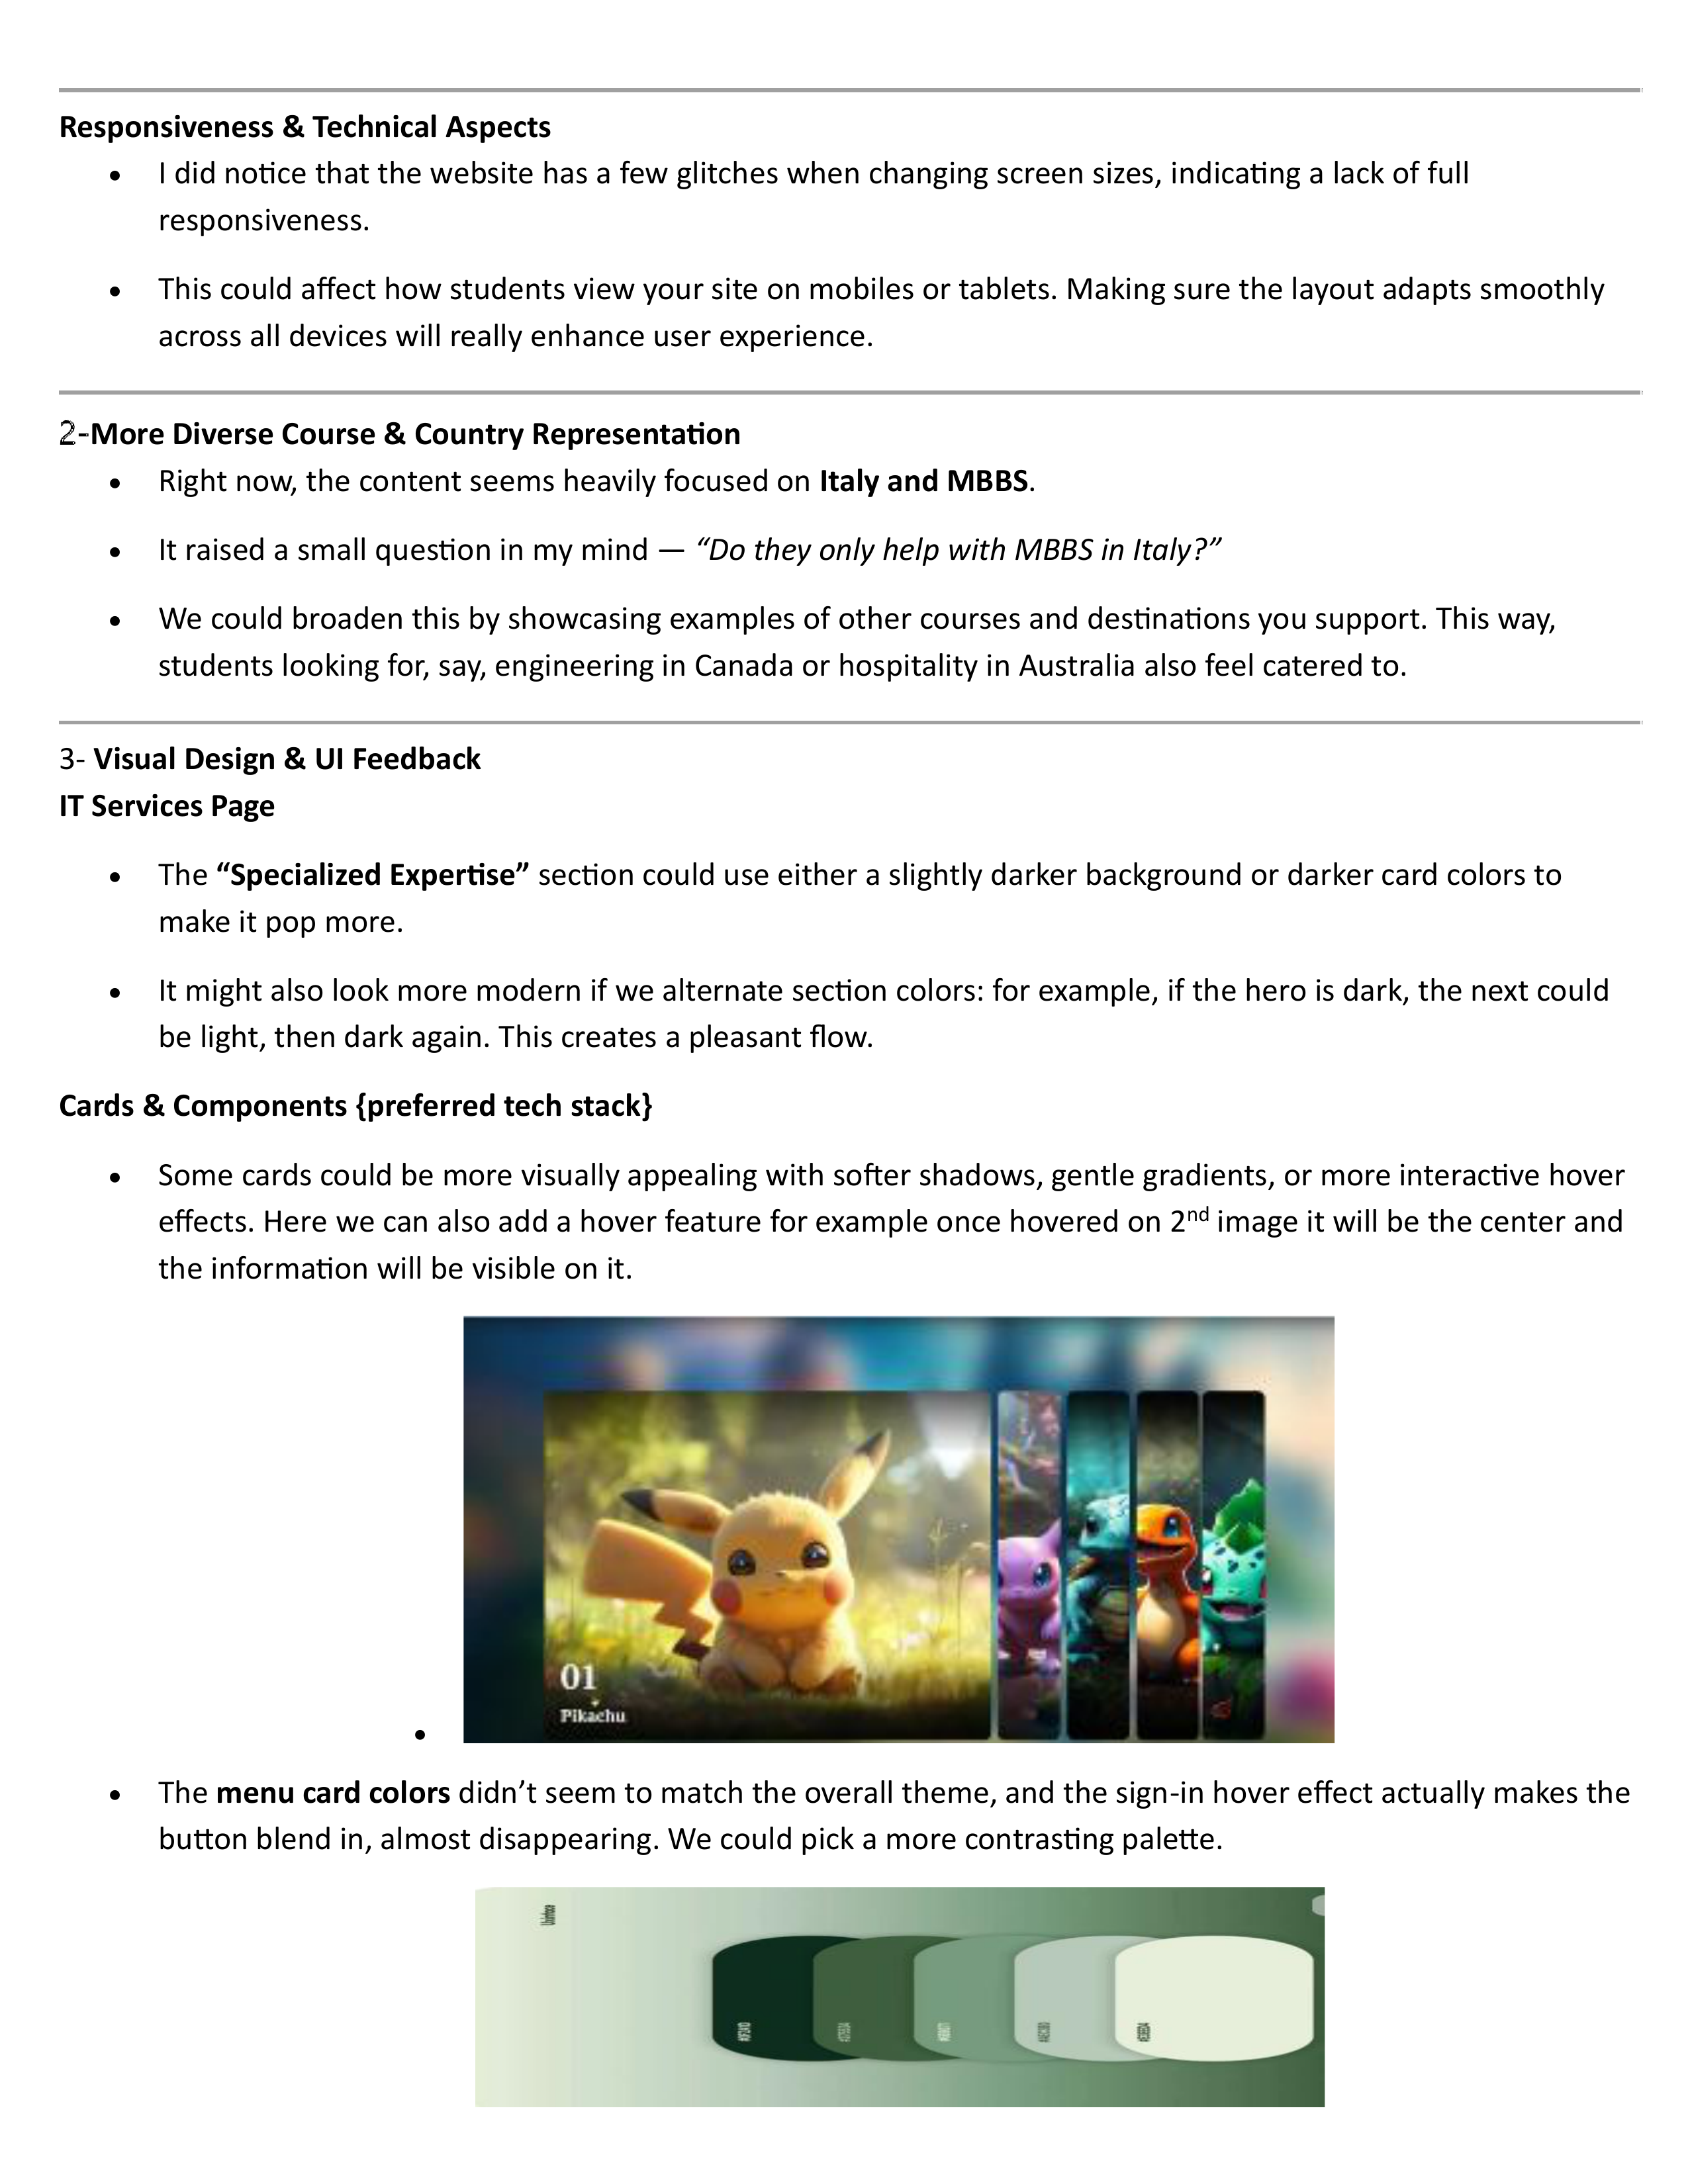 Responsiveness & Technical Aspects
• I did notice that the website has a few glitches when changing screen sizes, indicating a lack of full
responsiveness.
• This could affect how students view your site on mobiles or tablets. Making sure the layout adapts smoothly
across all devices will really enhance user experience.
2-More Diverse Course & Country Representation
• Right now, the content seems heavily focused on Italy and MBBS.
• It raised a small question in my mind — “Do they only help with MBBS in Italy?”
• We could broaden this by showcasing examples of other courses and destinations you support. This way,
students looking for, say, engineering in Canada or hospitality in Australia also feel catered to.
3- Visual Design & UI Feedback
IT Services Page
• The “Specialized Expertise” section could use either a slightly darker background or darker card colors to
make it pop more.
• It might also look more modern if we alternate section colors: for example, if the hero is dark, the next could
be light, then dark again. This creates a pleasant flow.
Cards & Components {preferred tech stack}
• Some cards could be more visually appealing with softer shadows, gentle gradients, or more interactive hover
effects. Here we can also add a hover feature for example once hovered on 2nd image it will be the center and
the information will be visible on it.
01
Pikachu
•
• The menu card colors didn’t seem to match the overall theme, and the sign-in hover effect actually makes the
button blend in, almost disappearing. We could pick a more contrasting palette.